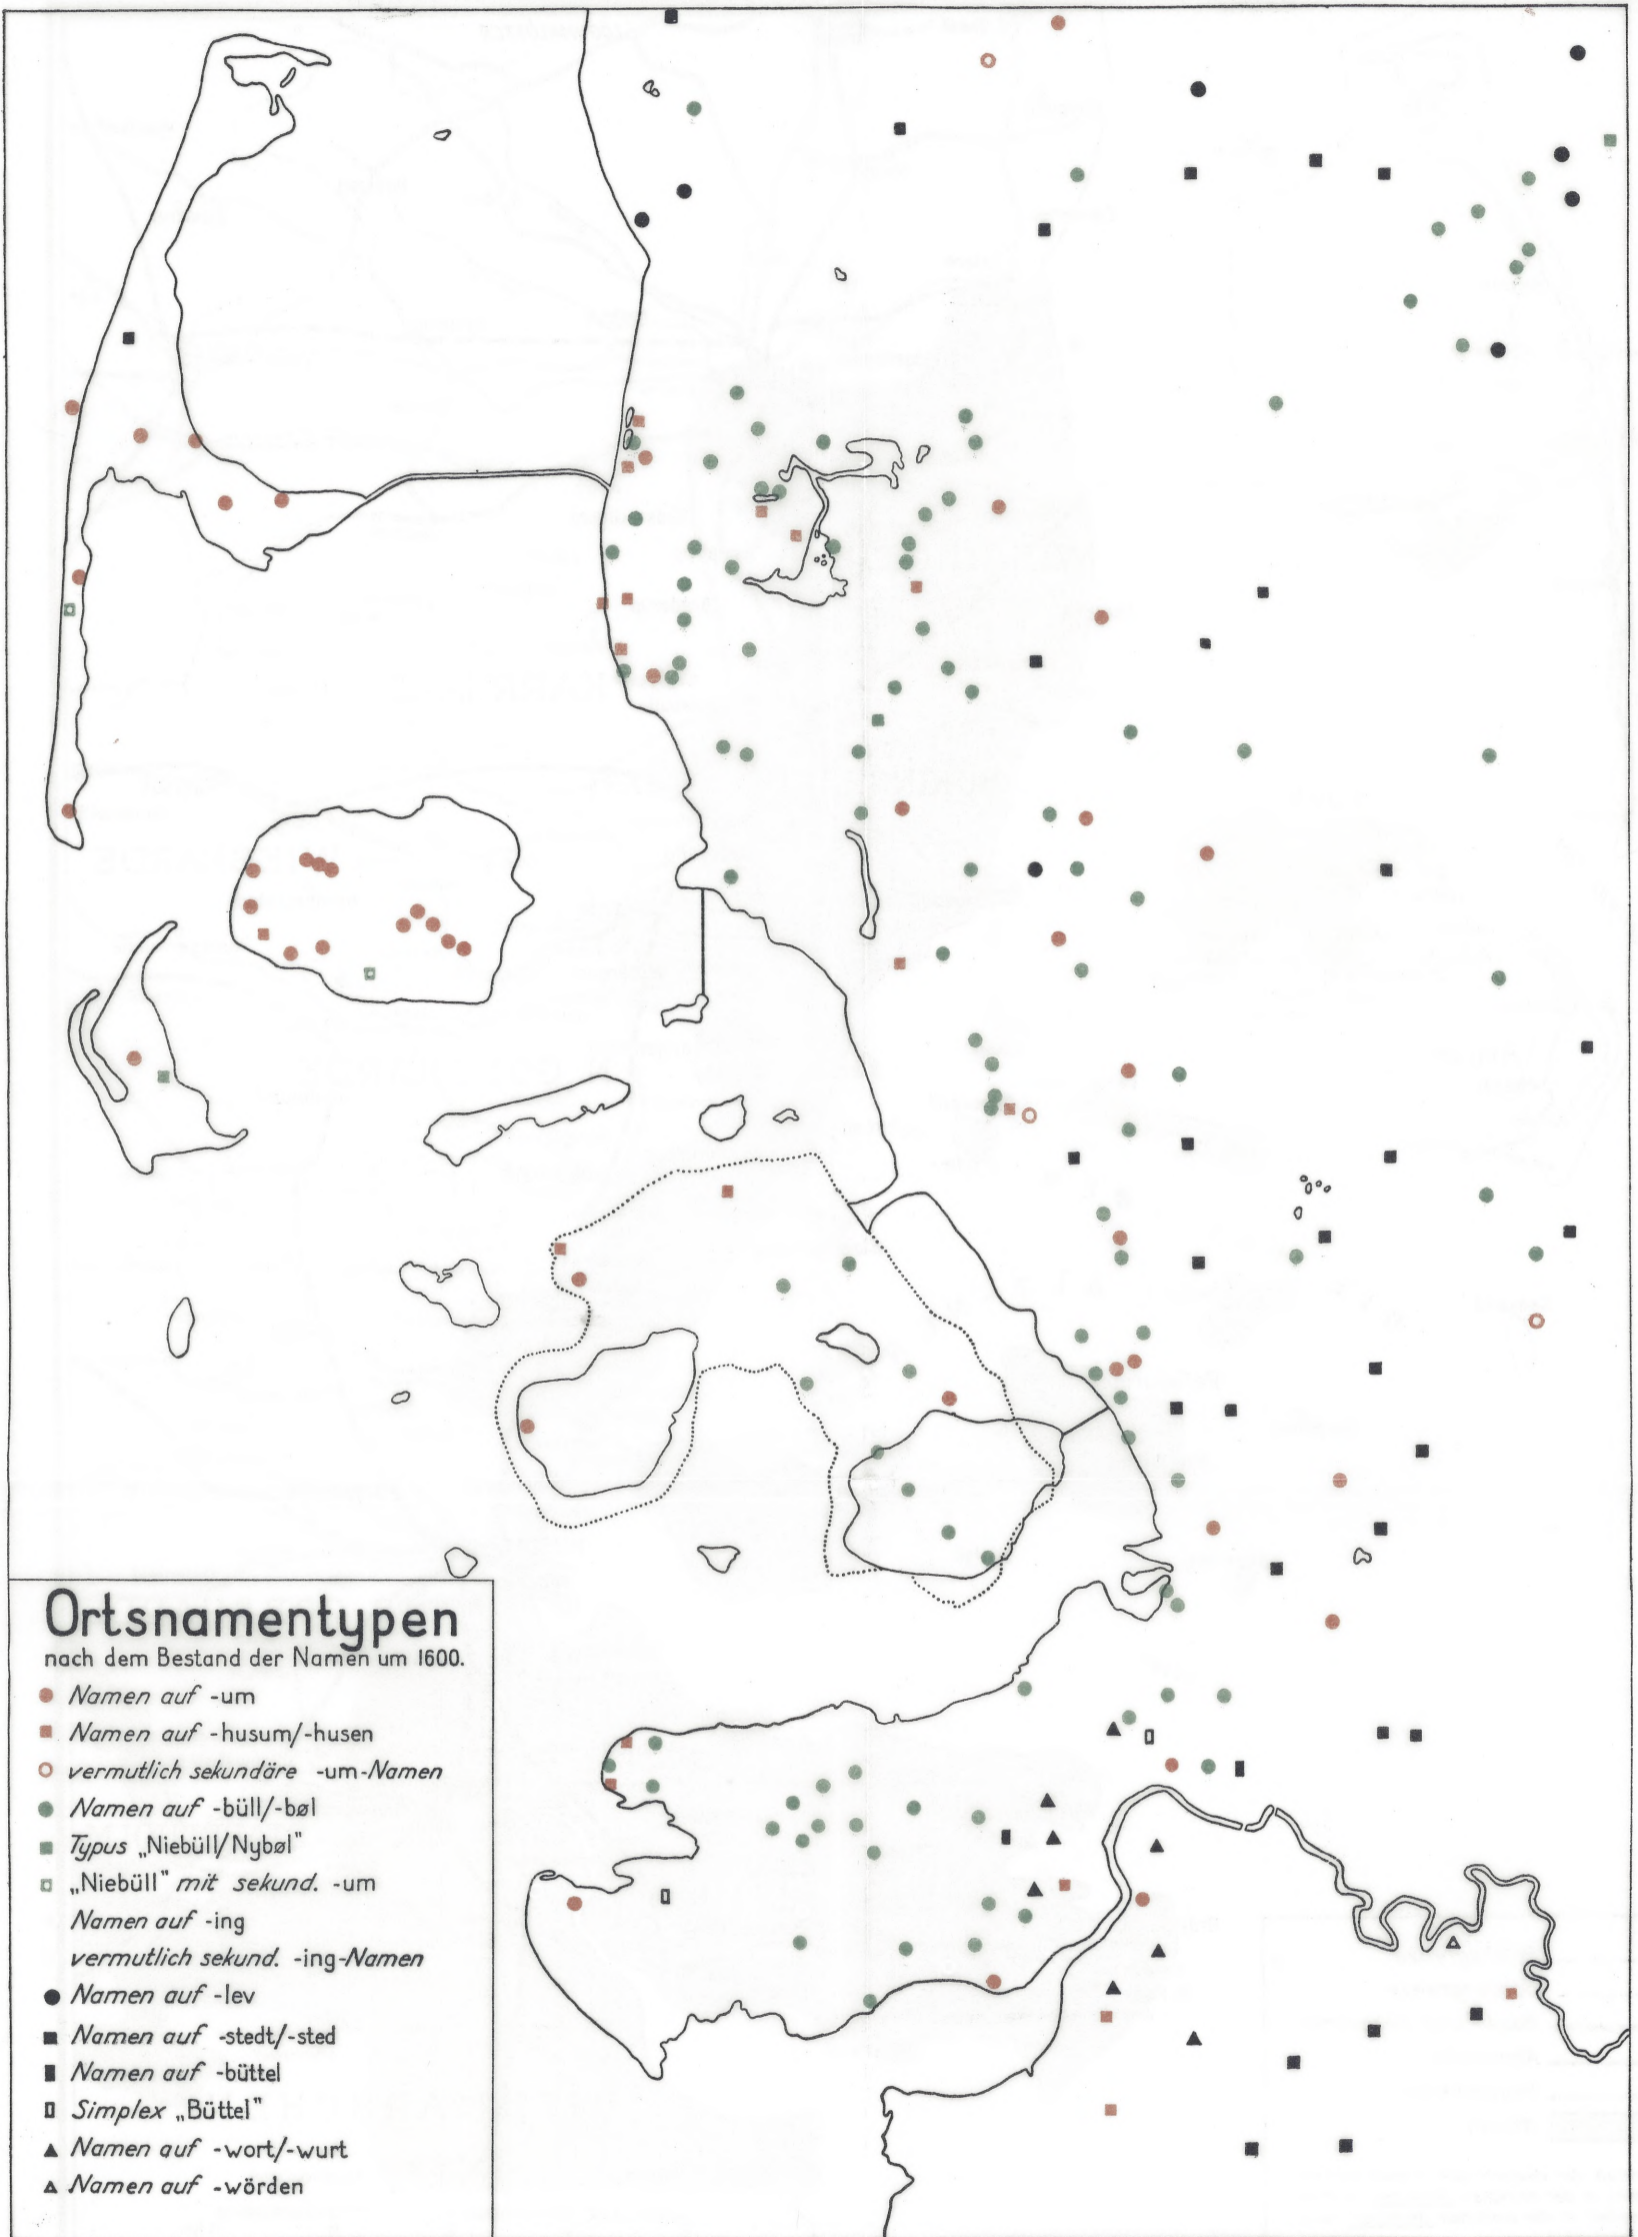 Ortsnamentypen
nach dem Bestand der Namen um 1600.
Namen auf -um
Namen auf -husum/-husen
vermutlich sekundäre -um-Namen
Namen auf -büll/-bøl
Typus „Niebüll/Nybøl"
„Niebüll" mit sekund. -um
Namen auf -ing
vermutlich sekund. -ing-Namen
Namen auf -lev
Namen auf -stedt/-sted
Namen auf -büttel
Simplex „Büttel"
Namen auf -wort/-wurt
Namen auf -wörden